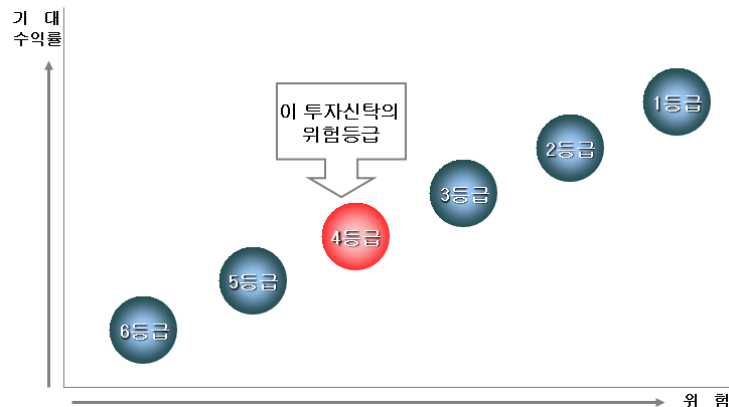 기 대
수익률
이 투자신탁의
위험등급
1등급
2등급
3등급
4등급
5등급
6등급
위 험